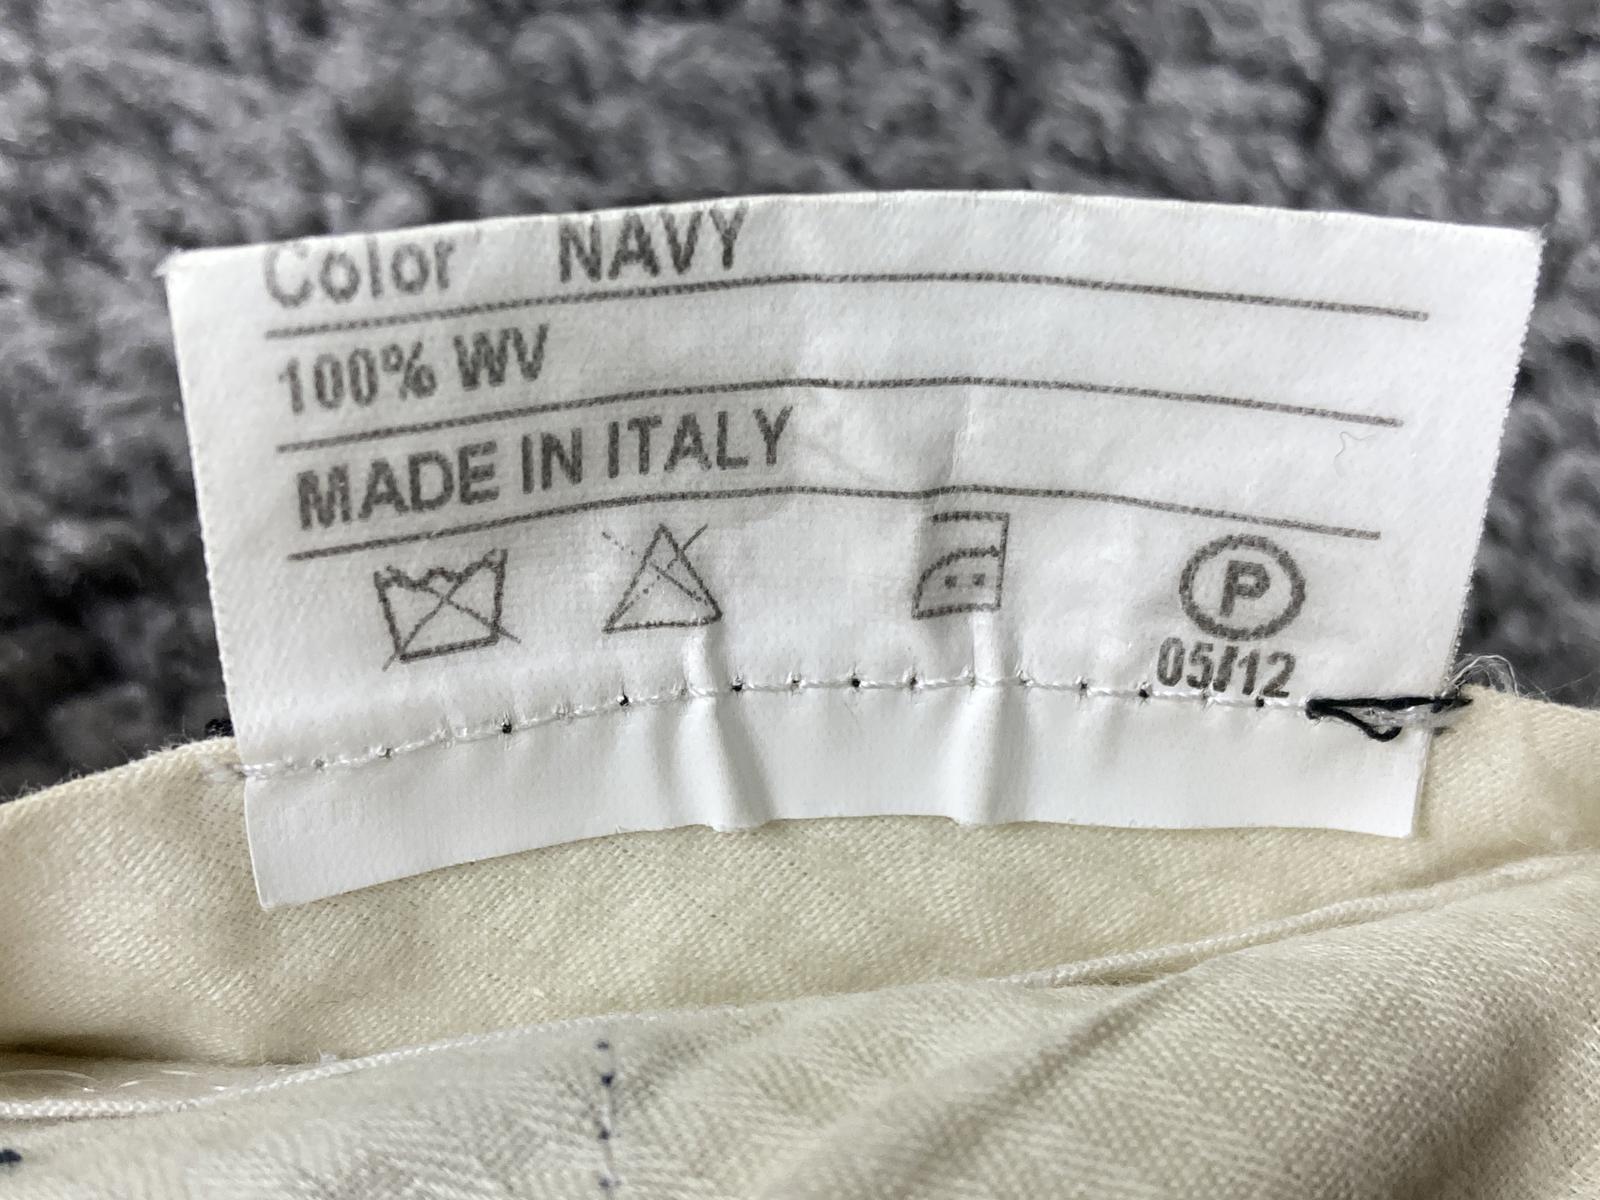 Color NAVY
100% WV
MADE IN ITALY
P
05/12